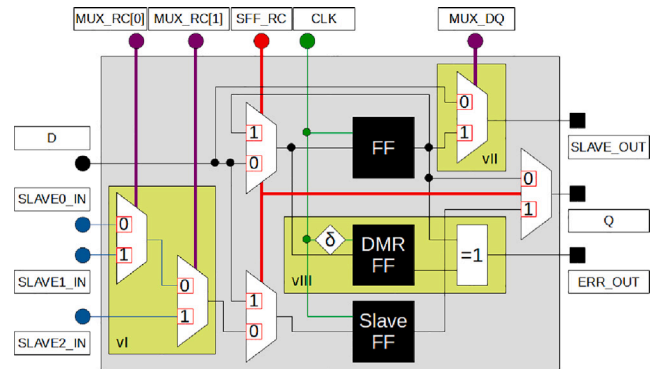 MUX_RC[0] MUX_RC[1] SFF_RC CLK MUX_DQ
0
1
vII
SLAVE_OUT
D
1
0
FF
SLAVE0_IN
0
1
Q
0
1
SLAVE1_IN
δ
DMR
FF
=1
vIII
ERR_OUT
0
1
1
0
Slave
FF
SLAVE2_IN
vI